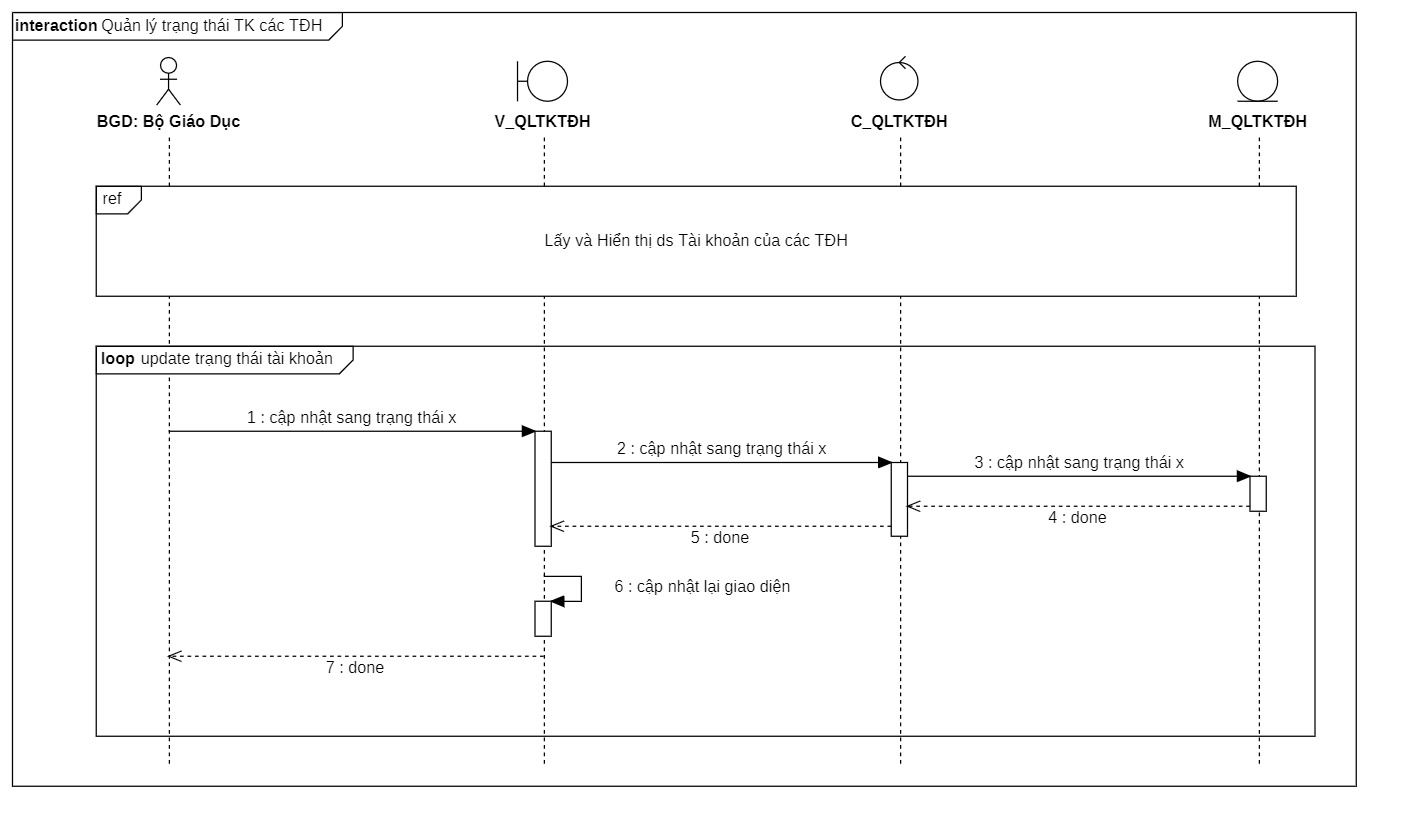 interaction Quản lý trạng thái TK các TĐH
BGD: Bộ Giáo Dục
V_QLTKTĐH
C_QLTKTĐH
M_QLTKTĐH
ref
Lấy và Hiển thị ds Tài khoản của các TĐH
loop update trạng thái tài khoản
1 : cập nhật sang trạng thái x
2 : cập nhật sang trạng thái x
3 : cập nhật sang trạng thái x
4 : done
5 : done
6 : cập nhật lại giao diện
7 : done